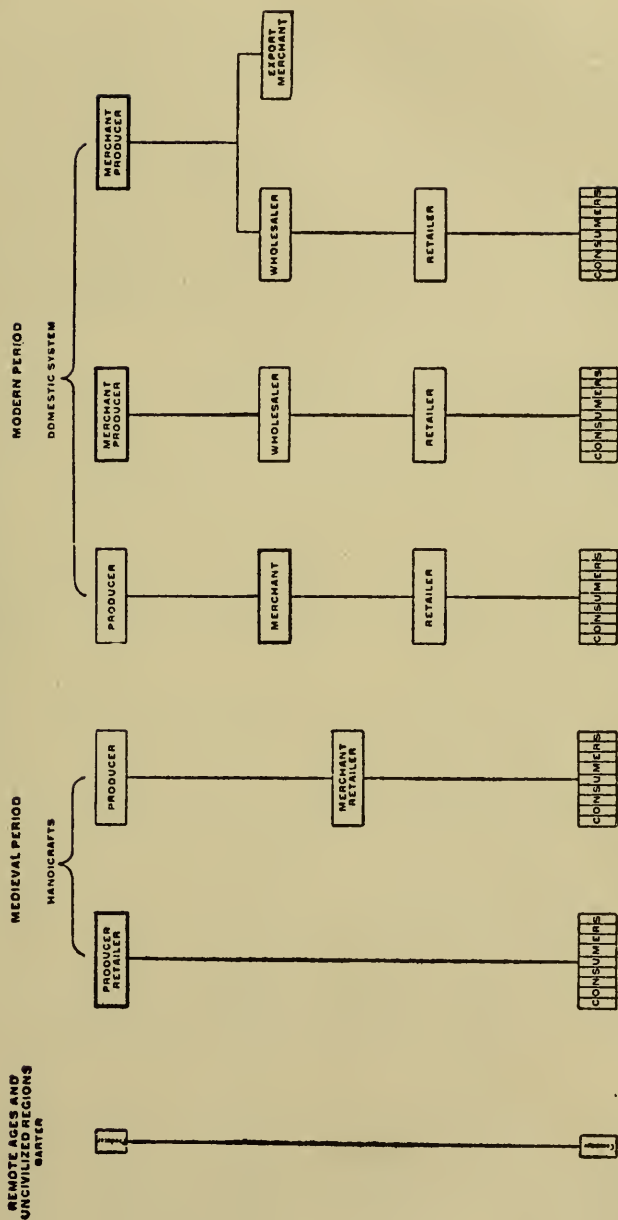 REMOTE AGES AND
UNCIVILIZED REGIONS
BARTER
MEDIEVAL PERIOD
HANDICRAFTS
PRODUCER
RETAILER
CONSUMERS
PRODUCER
MERCHANT
RETAILER
CONSUMERS
MODERN PERIOD
DOMESTIC SYSTEM
PRODUCER
MERCHANT
RETAILER
CONSUMERS
MERCHANT
PRODUCER
WHOLESALER
RETAILER
CONSUMERS
MERCHANT
PRODUCER
WHOLESALER
EXPORT
MERCHANT
RETAILER
CONSUMERS